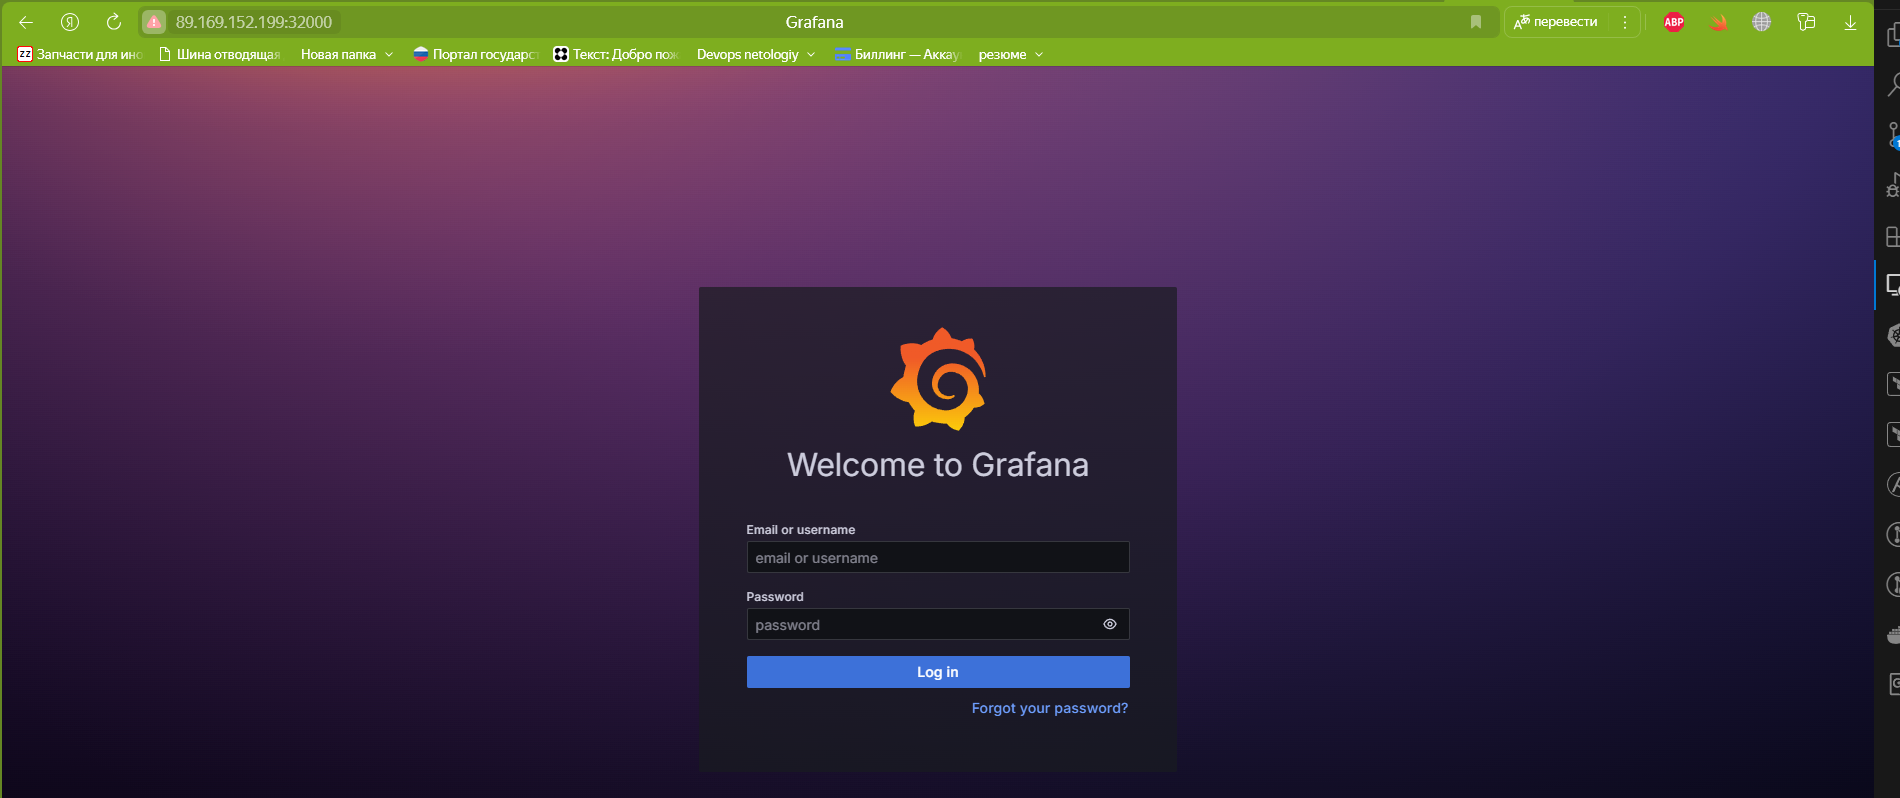 89.169.152.199:32000
Grafana
перевести
ABP
Запчасти для ино
Шина отводящая
Новая папка
Портал государст
Текст: Добро пож
Devops netologiy
Биллинг — Аккау
резюме
Welcome to Grafana
Email or username
email or username
Password
password
Log in
Forgot your password?